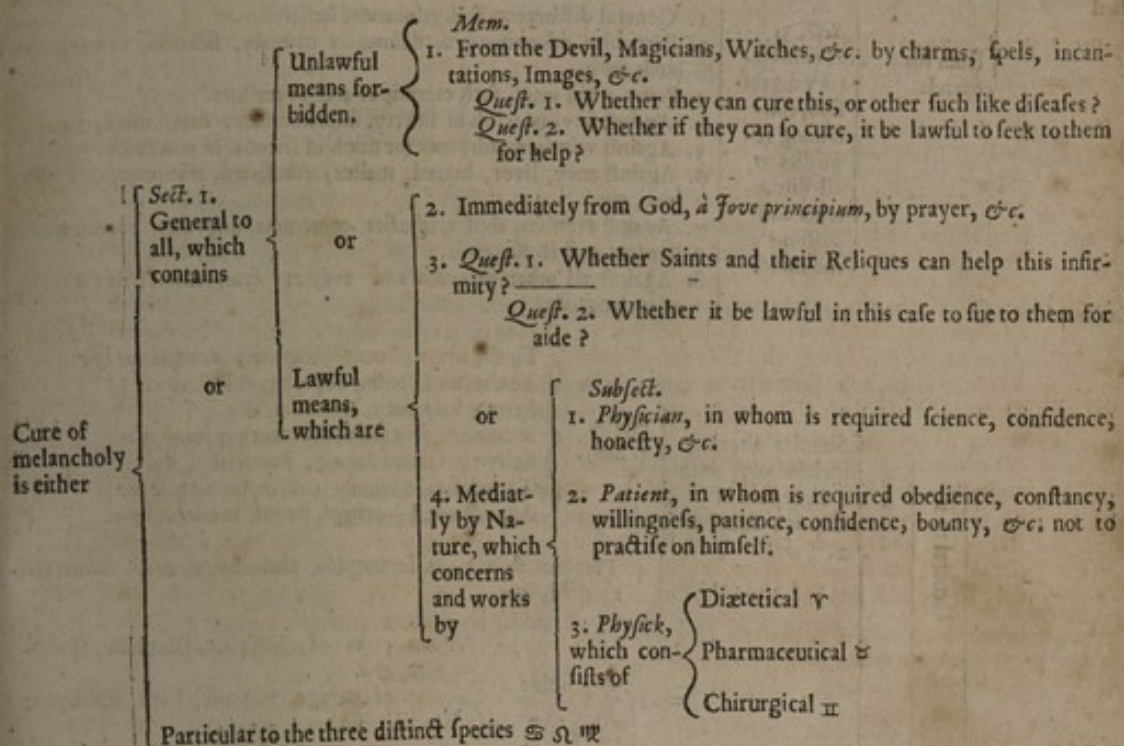 Cure of
melancholy
is either
Sect. 1.
General to
all, which
contains
or
Unlawful
means for-
bidden.
or
Lawful
means,
which are
Mem.
1. From the Devil, Magicians, Witches, &c. by charms, ſpels, incan-
tations, Images, &c.
Queſt. 1. Whether they can cure this, or other ſuch like diſeaſes?
Queſt. 2. Whether if they can ſo cure, it be lawful to ſeek to them
for help?
2. Immediately from God, à Jove principium, by prayer, &c.
3. Queſt. 1. Whether Saints and their Reliques can help this infir-
mity?
Queſt. 2. Whether it be lawful in this caſe to ſue to them for
aide?
or
4. Mediat-
ly by Na-
ture, which
concerns
and works
by
Subſect.
1. Phyſician, in whom is required ſcience, confidence,
honeſty, &c.
2. Patient, in whom is required obedience, conſtancy,
willingneſs, patience, confidence, bounty, &c. not to
practiſe on himſelf.
3. Phyſick,
which con-
ſiſts of
Diætetical ♈
Pharmaceutical ♉
Chirurgical ♊
Particular to the three diſtinct ſpecies ♋ ♌ ♍